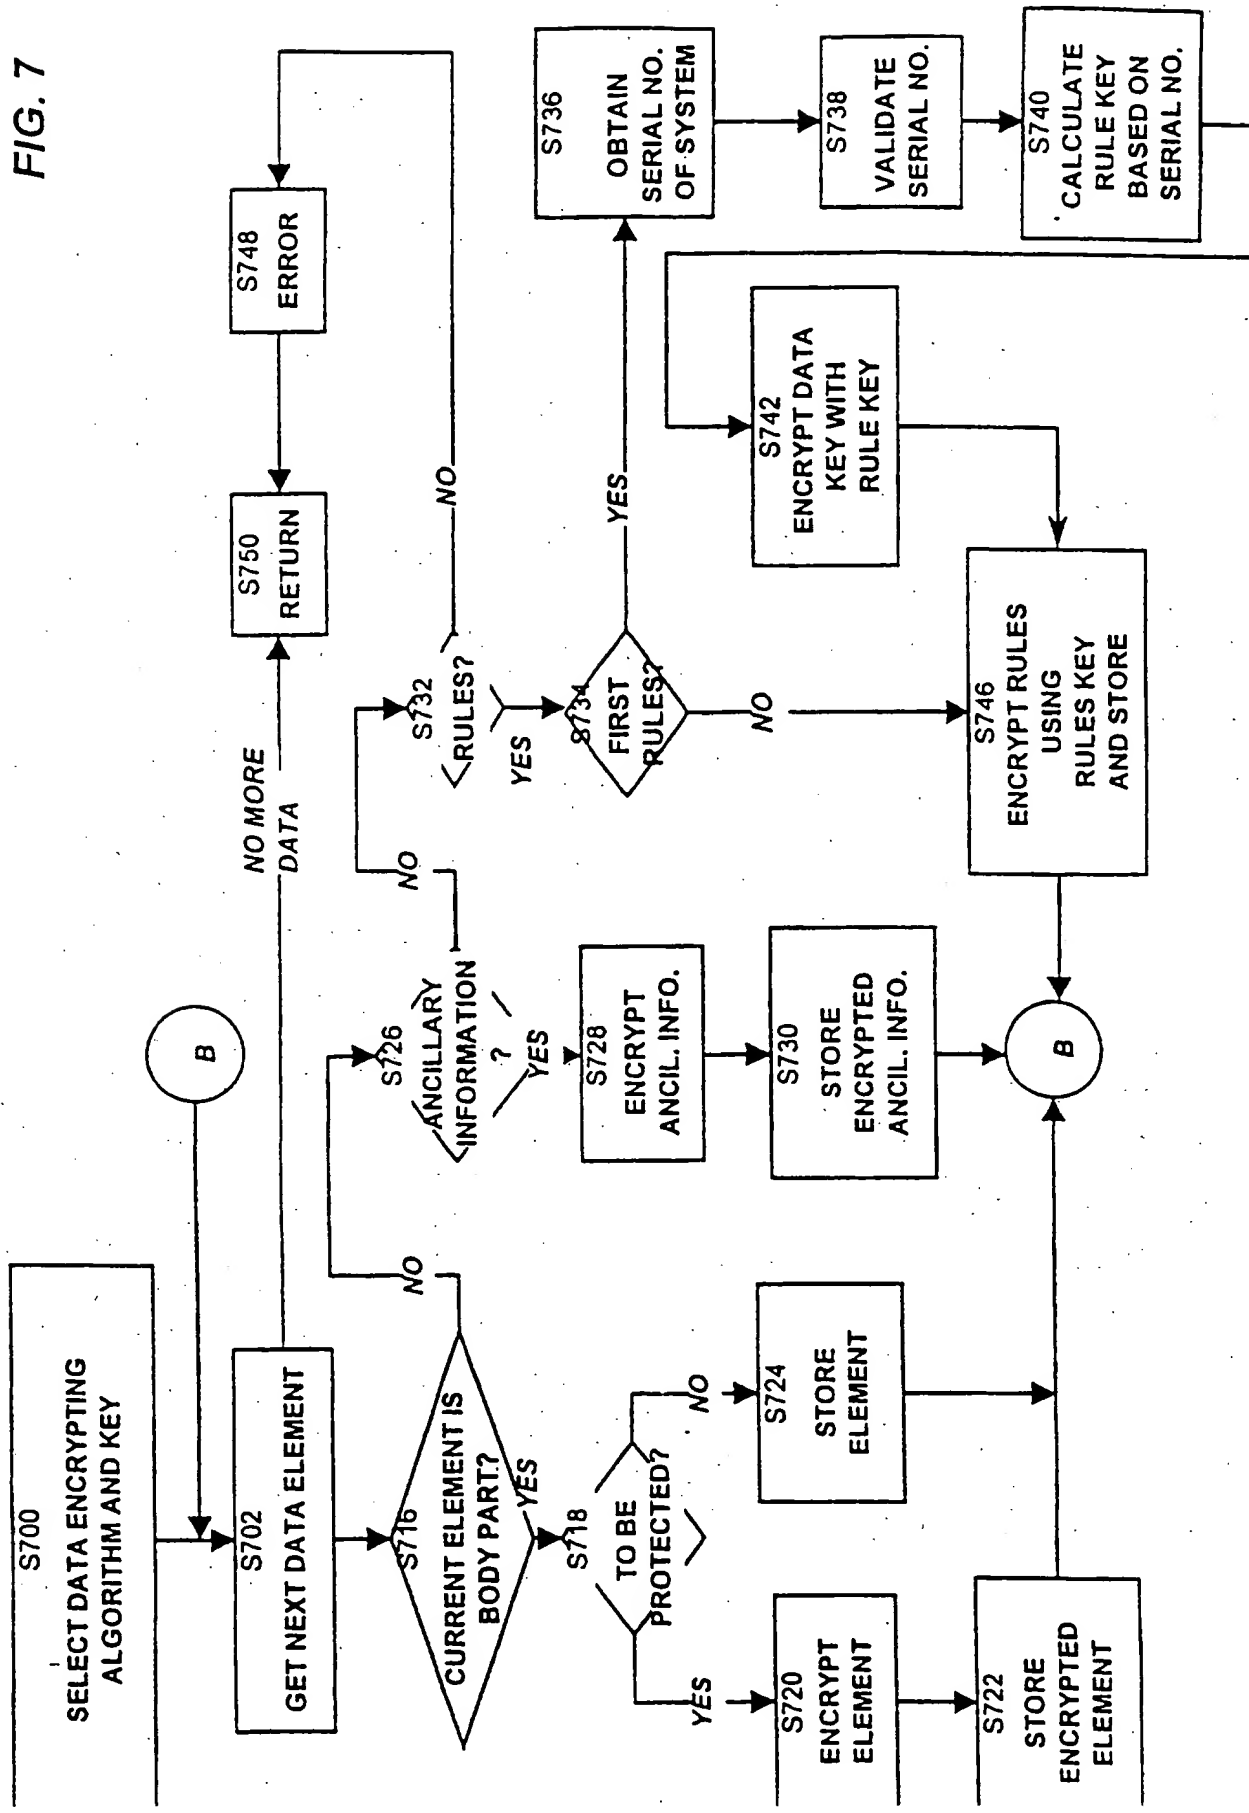 FIG. 7
S700
SELECT DATA ENCRYPTING
ALGORITHM AND KEY
B
S702
GET NEXT DATA ELEMENT
NO MORE
DATA
S750
RETURN
S748
ERROR
S716
CURRENT ELEMENT IS
BODY PART?
NO
YES
S726
ANCILLARY
INFORMATION
?
NO
YES
S732
RULES?
NO
YES
S718
TO BE
PROTECTED?
YES
NO
S728
ENCRYPT
ANCIL. INFO.
S734
FIRST
RULES?
YES
NO
S736
OBTAIN
SERIAL NO.
OF SYSTEM
S720
ENCRYPT
ELEMENT
S724
STORE
ELEMENT
S730
STORE
ENCRYPTED
ANCIL. INFO.
S742
ENCRYPT DATA
KEY WITH
RULE KEY
S738
VALIDATE
SERIAL NO.
S722
STORE
ENCRYPTED
ELEMENT
B
S746
ENCRYPT RULES
USING
RULES KEY
AND STORE
S740
CALCULATE
RULE KEY
BASED ON
SERIAL NO.